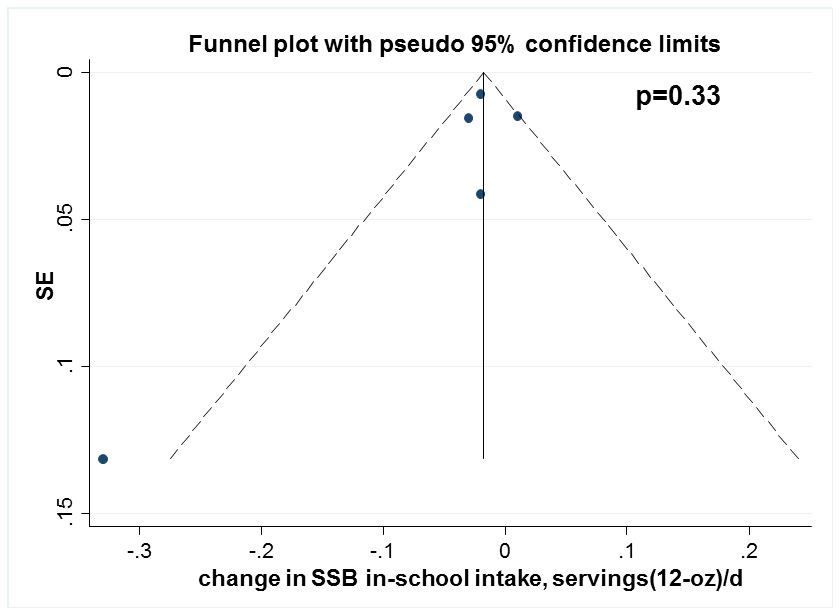 Funnel plot with pseudo 95% confidence limits
p=0.33
0
.05
.1
.15
SE
-.3 -.2 -.1 0 .1 .2
change in SSB in-school intake, servings(12-oz)/d